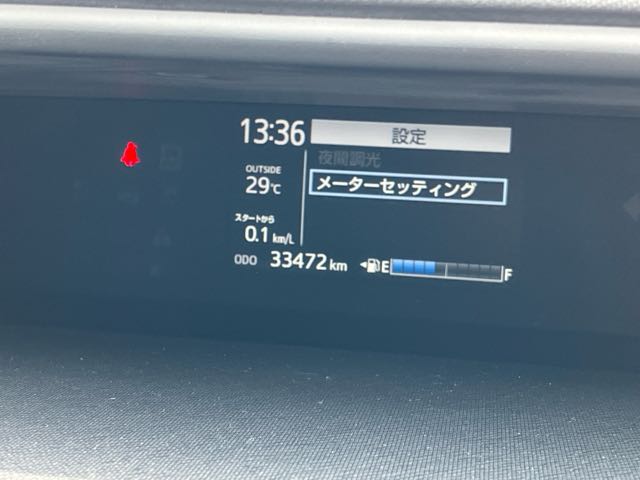 13:36
設定
夜間調光
OUTSIDE
29℃
メーターセッティング
スタートから
0.1 km/L
ODO 33472 km
E F